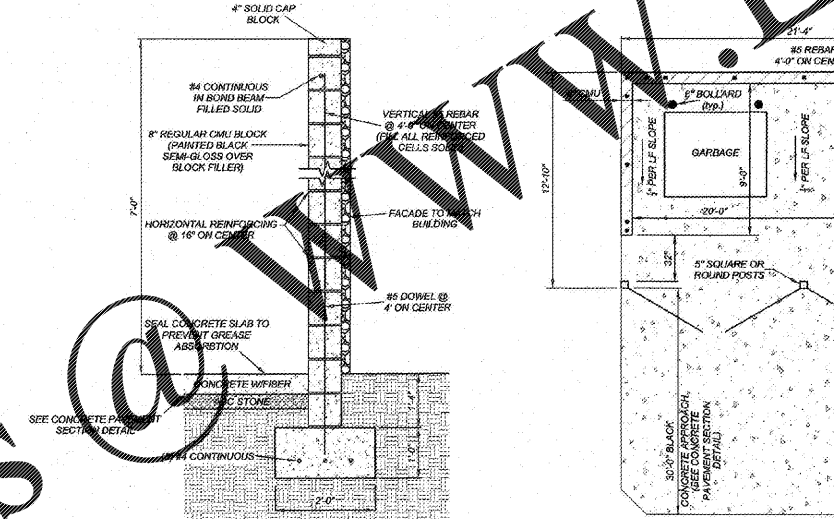 4" SOLID CAP
BLOCK
#4 CONTINUOUS
IN BOND BEAM
FILLED SOLID
8" REGULAR CMU BLOCK
(PAINTED BLACK
SEMI-GLOSS OVER
BLOCK FILLER)
VERTICAL REBAR
@ ON CENTER
(FILL ALL REINFORCED
CELLS
7'-0"
HORIZONTAL REINFORCING
@ 16" ON CENTER
FACADE TO MATCH
BUILDING
#5 DOWEL @
4' ON CENTER
SEAL CONCRETE SLAB TO
PREVENT GREASE
ABSORBTION
CONCRETE W/FIBER
STONE
SEE CONCRETE PAVEMENT
SECTION DETAIL
#4 CONTINUOUS
1'-4"
1'-0"
2'-0"
21'-4"
#5 REBAR
4'-0" ON CEN
CMU
6" BOLLARD
(typ.)
GARBAGE
PER LF SLOPE
PER LF SLOPE
9'-0"
12'-10"
20'-0"
32"
5" SQUARE OR
ROUND POSTS
30'-0" BLACK
CONCRETE APPROACH
(SEE CONCRETE
PAVEMENT SECTION
DETAIL)
S @ WWW.